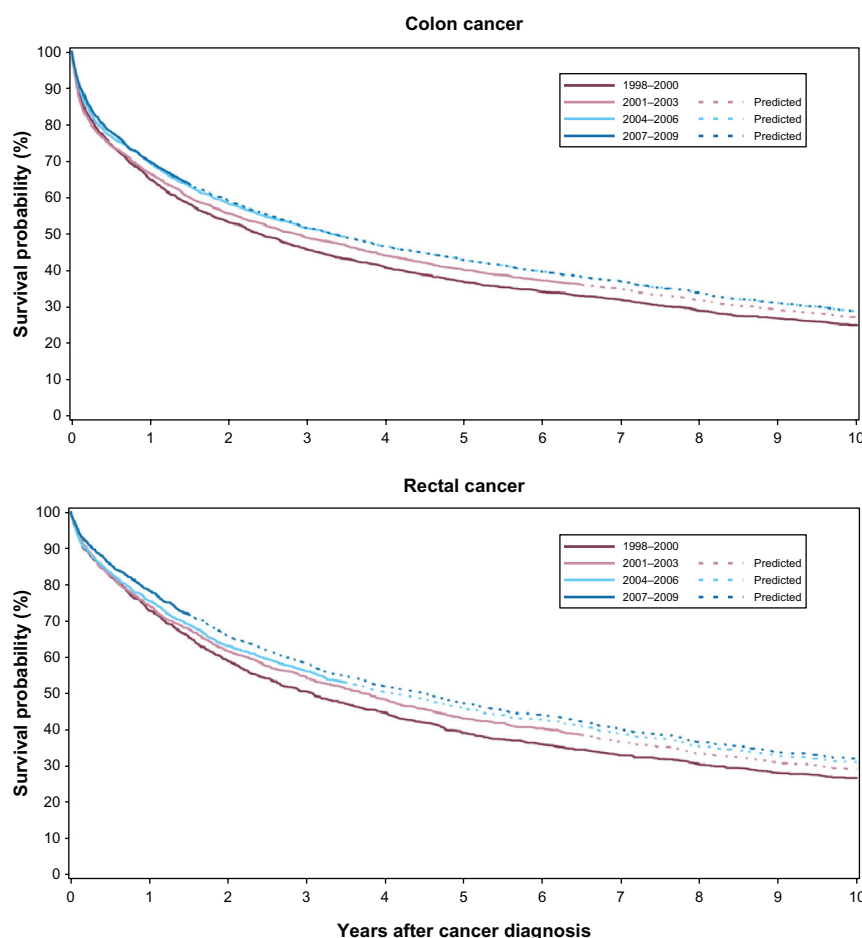 Colon cancer
Survival probability (%)
100
90
80
70
60
50
40
30
20
10
0
1998–2000
2001–2003 Predicted
2004–2006 Predicted
2007–2009 Predicted
0 1 2 3 4 5 6 7 8 9 10
Rectal cancer
Survival probability (%)
100
90
80
70
60
50
40
30
20
10
0
1998–2000
2001–2003 Predicted
2004–2006 Predicted
2007–2009 Predicted
0 1 2 3 4 5 6 7 8 9 10
Years after cancer diagnosis